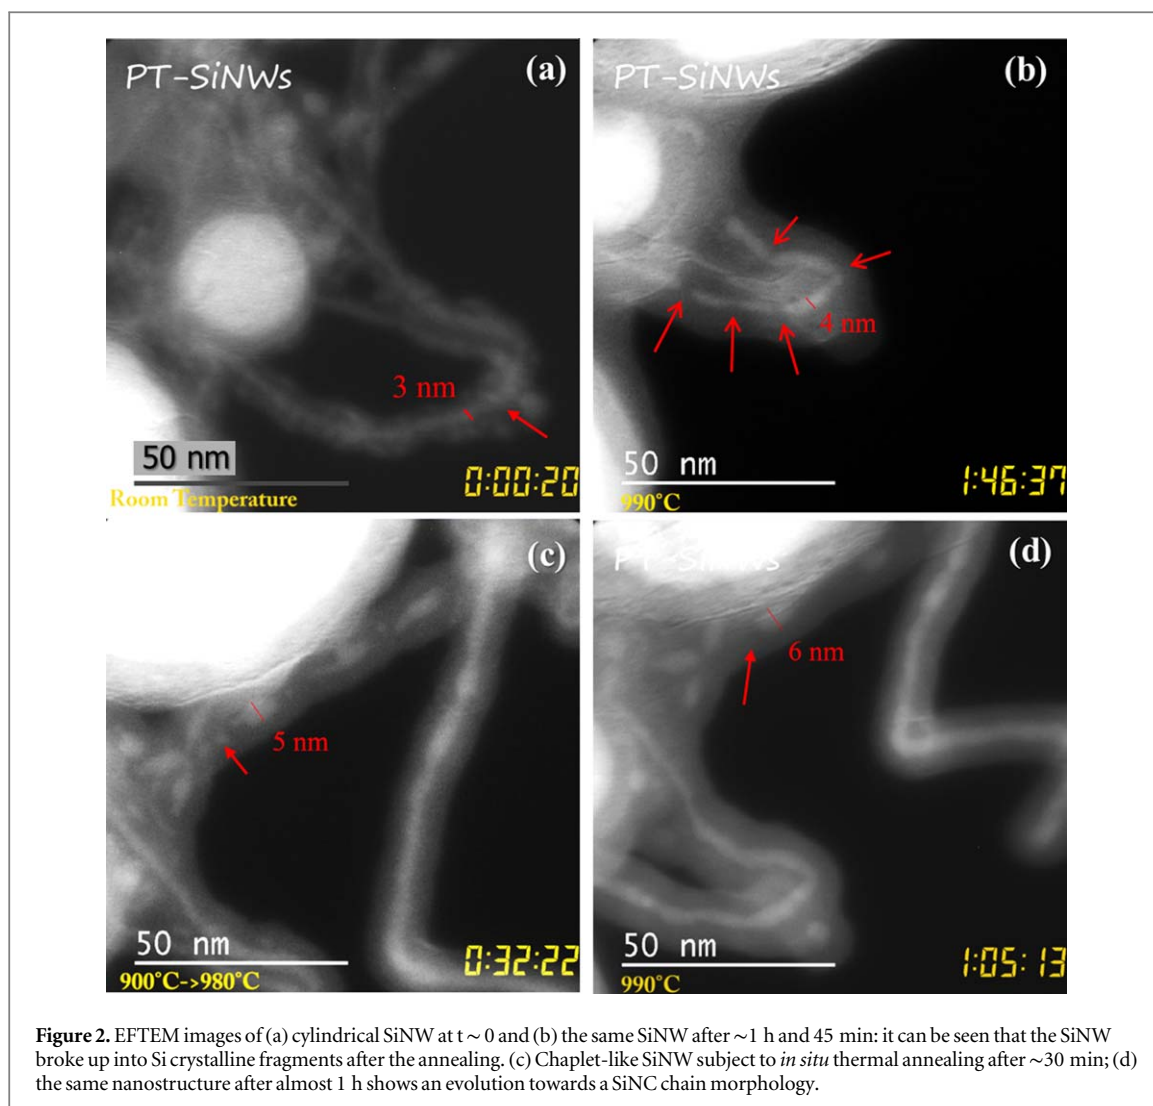 PT-SiNWs
(a)
3 nm
50 nm
Room Temperature
0:00:20
PT-SiNWs
(b)
4 nm
50 nm
990°C
1:46:37
(c)
5 nm
50 nm
900°C->980°C
0:32:22
PT-SiNWs
(d)
6 nm
50 nm
990°C
1:05:13
Figure 2. EFTEM images of (a) cylindrical SiNW at t ~ 0 and (b) the same SiNW after ~1 h and 45 min: it can be seen that the SiNW
broke up into Si crystalline fragments after the annealing. (c) Chaplet-like SiNW subject to in situ thermal annealing after ~30 min; (d)
the same nanostructure after almost 1 h shows an evolution towards a SiNC chain morphology.